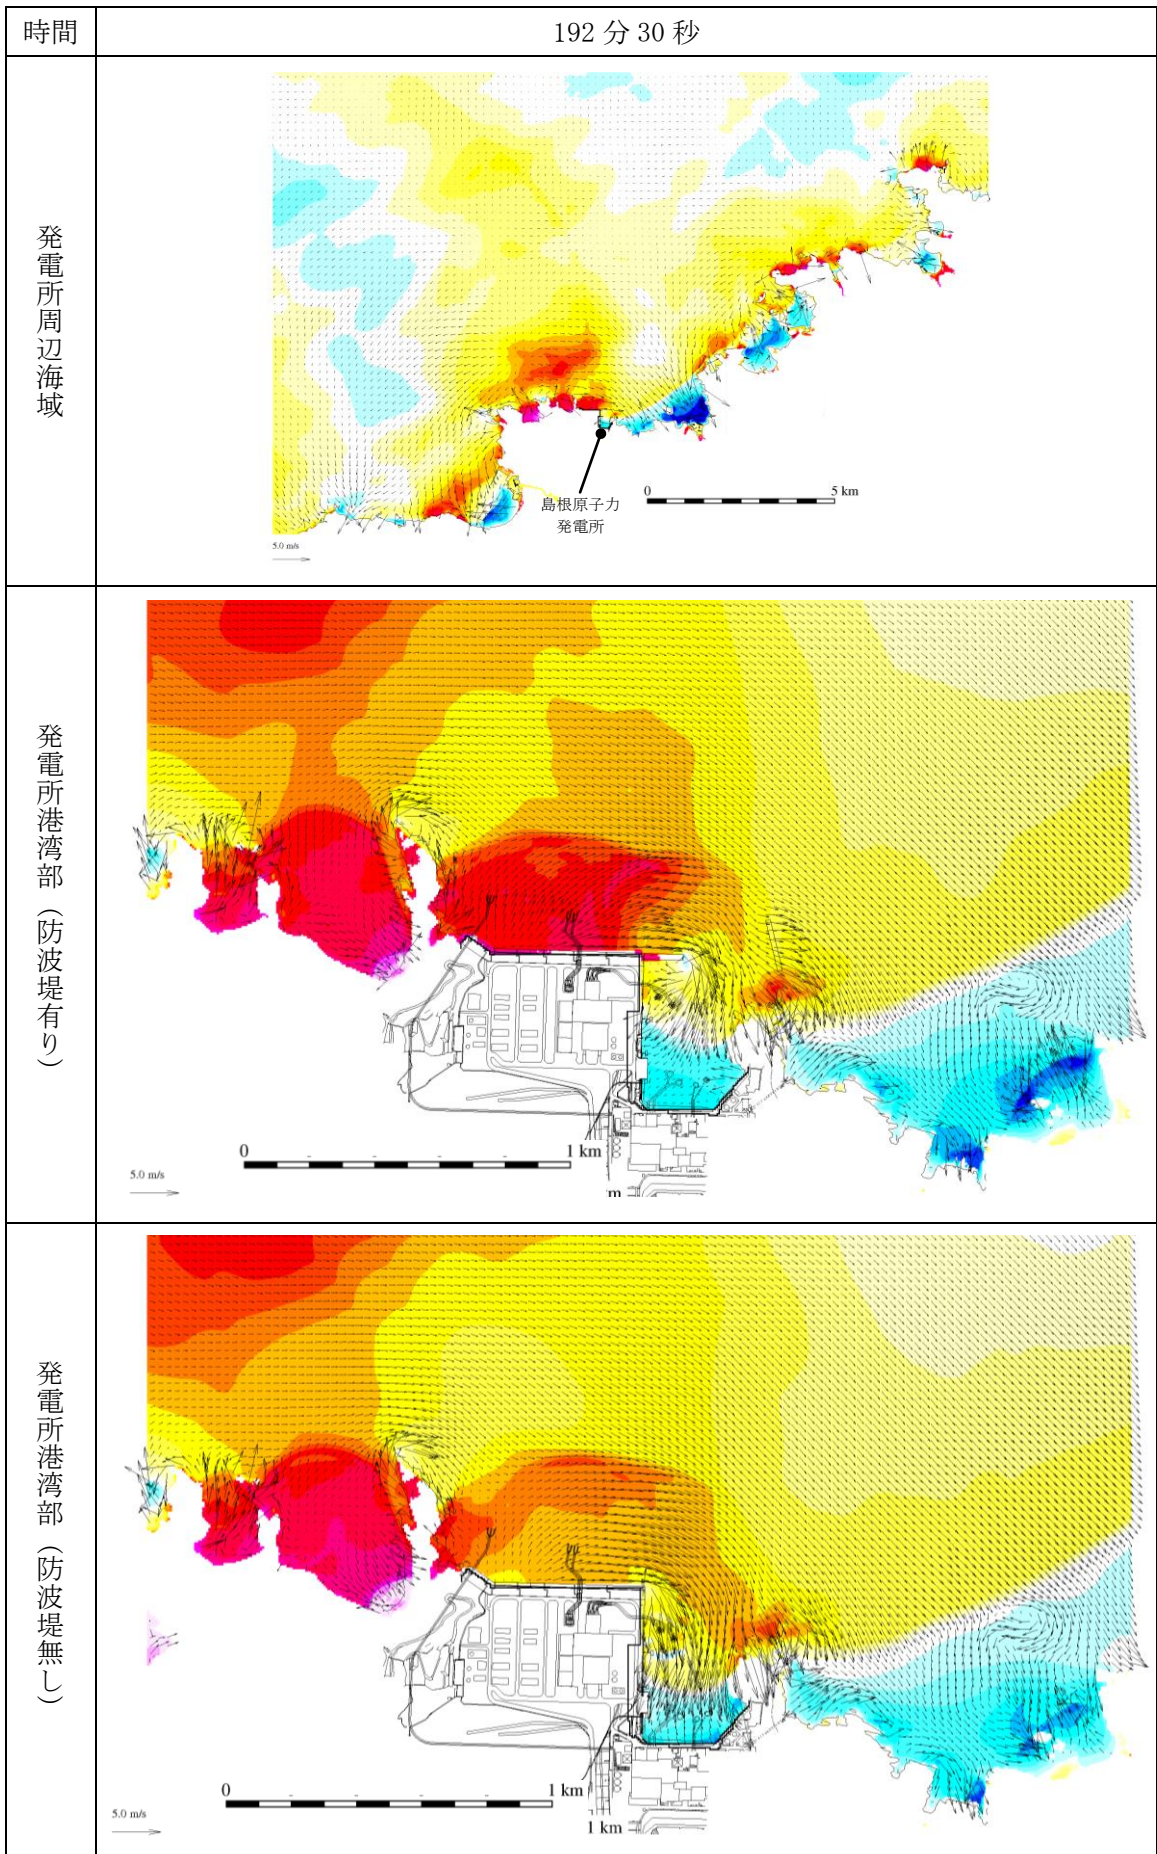 時間
192 分 30 秒
発電所周辺海域
島根原子力
発電所
0 5 km
5.0 m/s
発電所港湾部（防波堤有り）
0 1 km
5.0 m/s
m
発電所港湾部（防波堤無し）
0 1 km
5.0 m/s
1 km